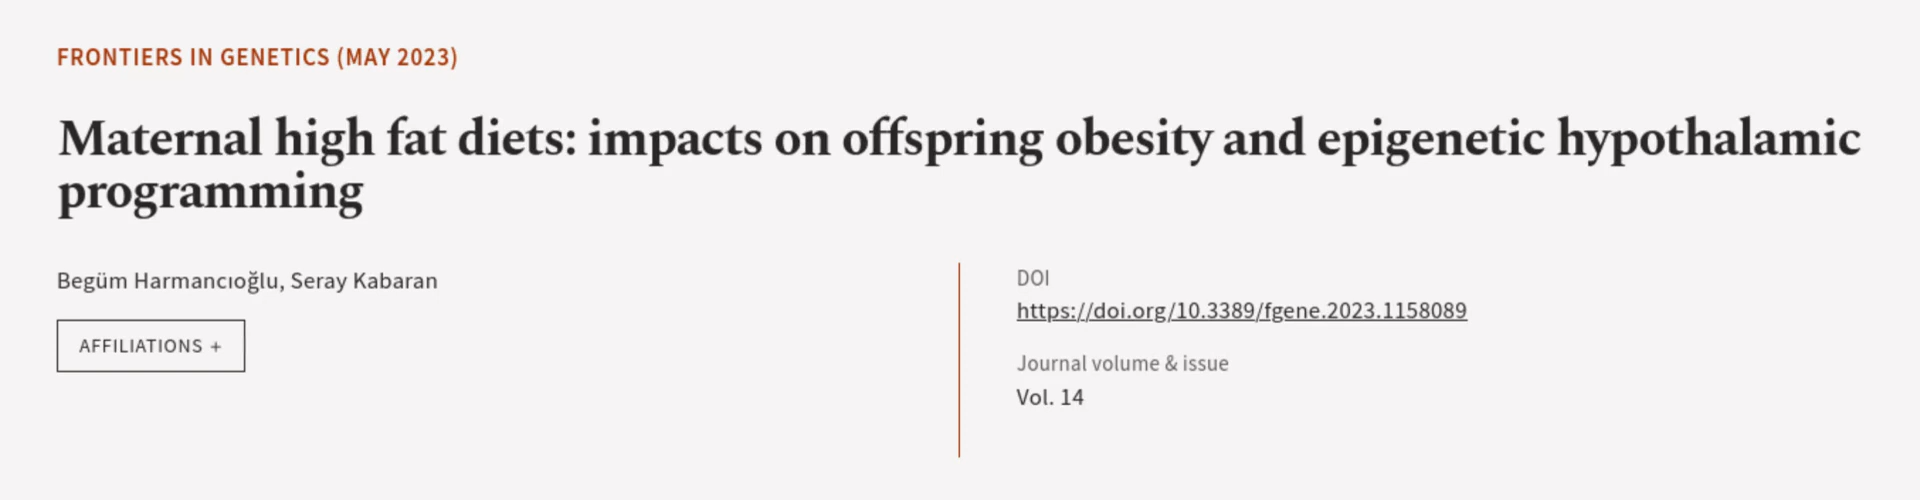 FRONTIERS IN GENETICS (MAY 2023)
Maternal high fat diets: impacts on offspring obesity and epigenetic hypothalamic
programming
Begüm Harmancıoğlu, Seray Kabaran
AFFILIATIONS +
DOI
https://doi.org/10.3389/fgene.2023.1158089
Journal volume & issue
Vol. 14